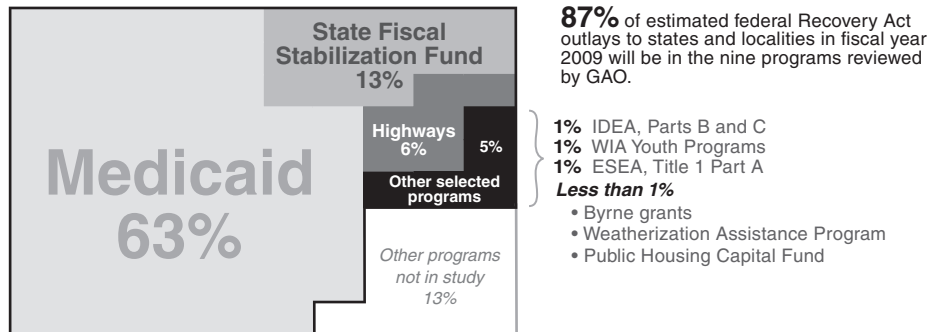 State Fiscal
Stabilization Fund
13%
Medicaid
63%
Highways
6%
5%
Other selected
programs
Other programs
not in study
13%
87% of estimated federal Recovery Act
outlays to states and localities in fiscal year
2009 will be in the nine programs reviewed
by GAO.
1% IDEA, Parts B and C
1% WIA Youth Programs
1% ESEA, Title 1 Part A
Less than 1%
• Byrne grants
• Weatherization Assistance Program
• Public Housing Capital Fund